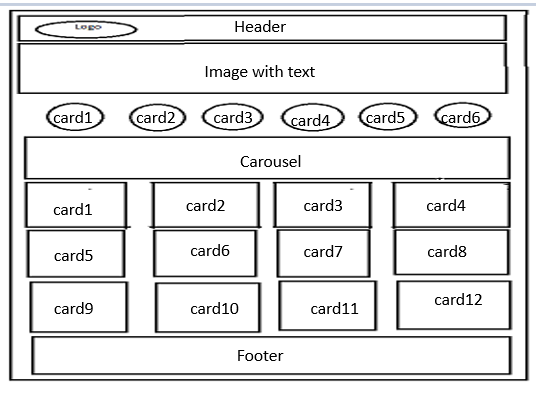 Logo
Header
Image with text
card1 card2 card3 card4 card5 card6
Carousel
card1 card2 card3 card4
card5 card6 card7 card8
card9 card10 card11 card12
Footer